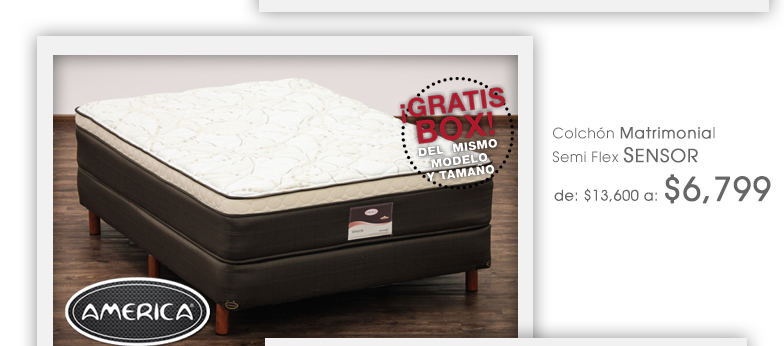 ¡GRATIS
BOX!
DEL MISMO
MODELO
Y TAMAÑO
Colchón Matrimonial
Semi Flex SENSOR
de: $13,600 a: $6,799
AMERICA